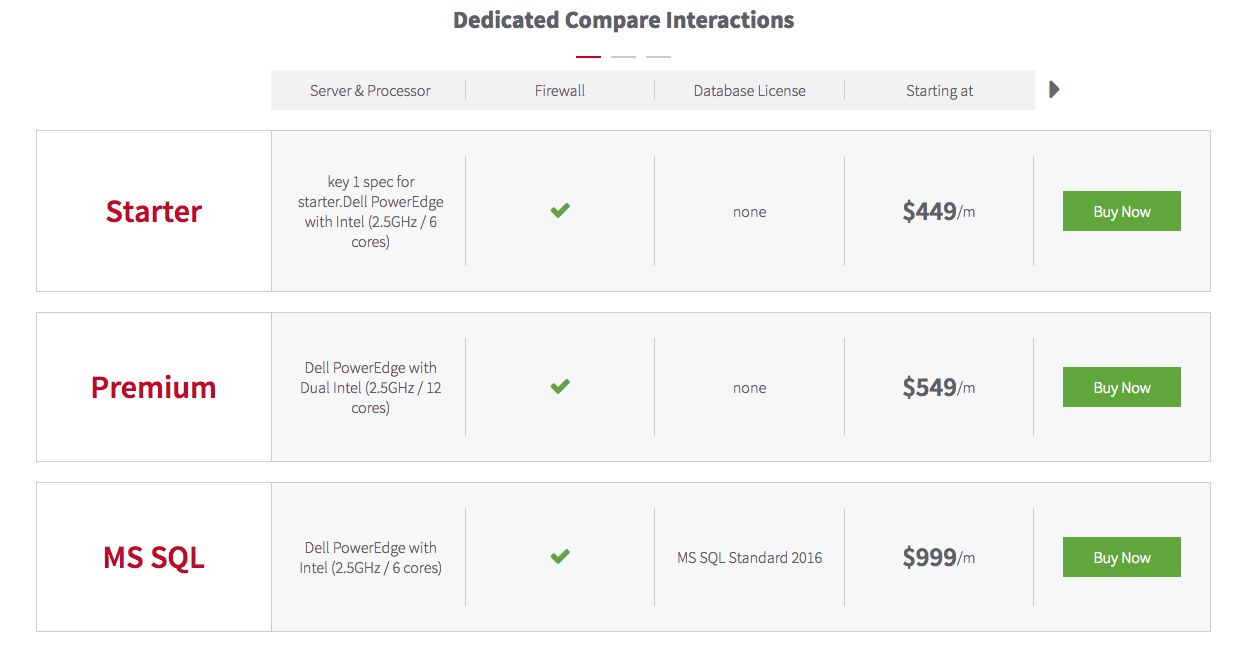 Dedicated Compare Interactions
Server & Processor
Firewall
Database License
Starting at
Starter
key 1 spec for
starter.Dell PowerEdge
with Intel (2.5GHz / 6
cores)
none
$449/m
Buy Now
Premium
Dell PowerEdge with
Dual Intel (2.5GHz / 12
cores)
none
$549/m
Buy Now
MS SQL
Dell PowerEdge with
Intel (2.5GHz / 6 cores)
MS SQL Standard 2016
$999/m
Buy Now